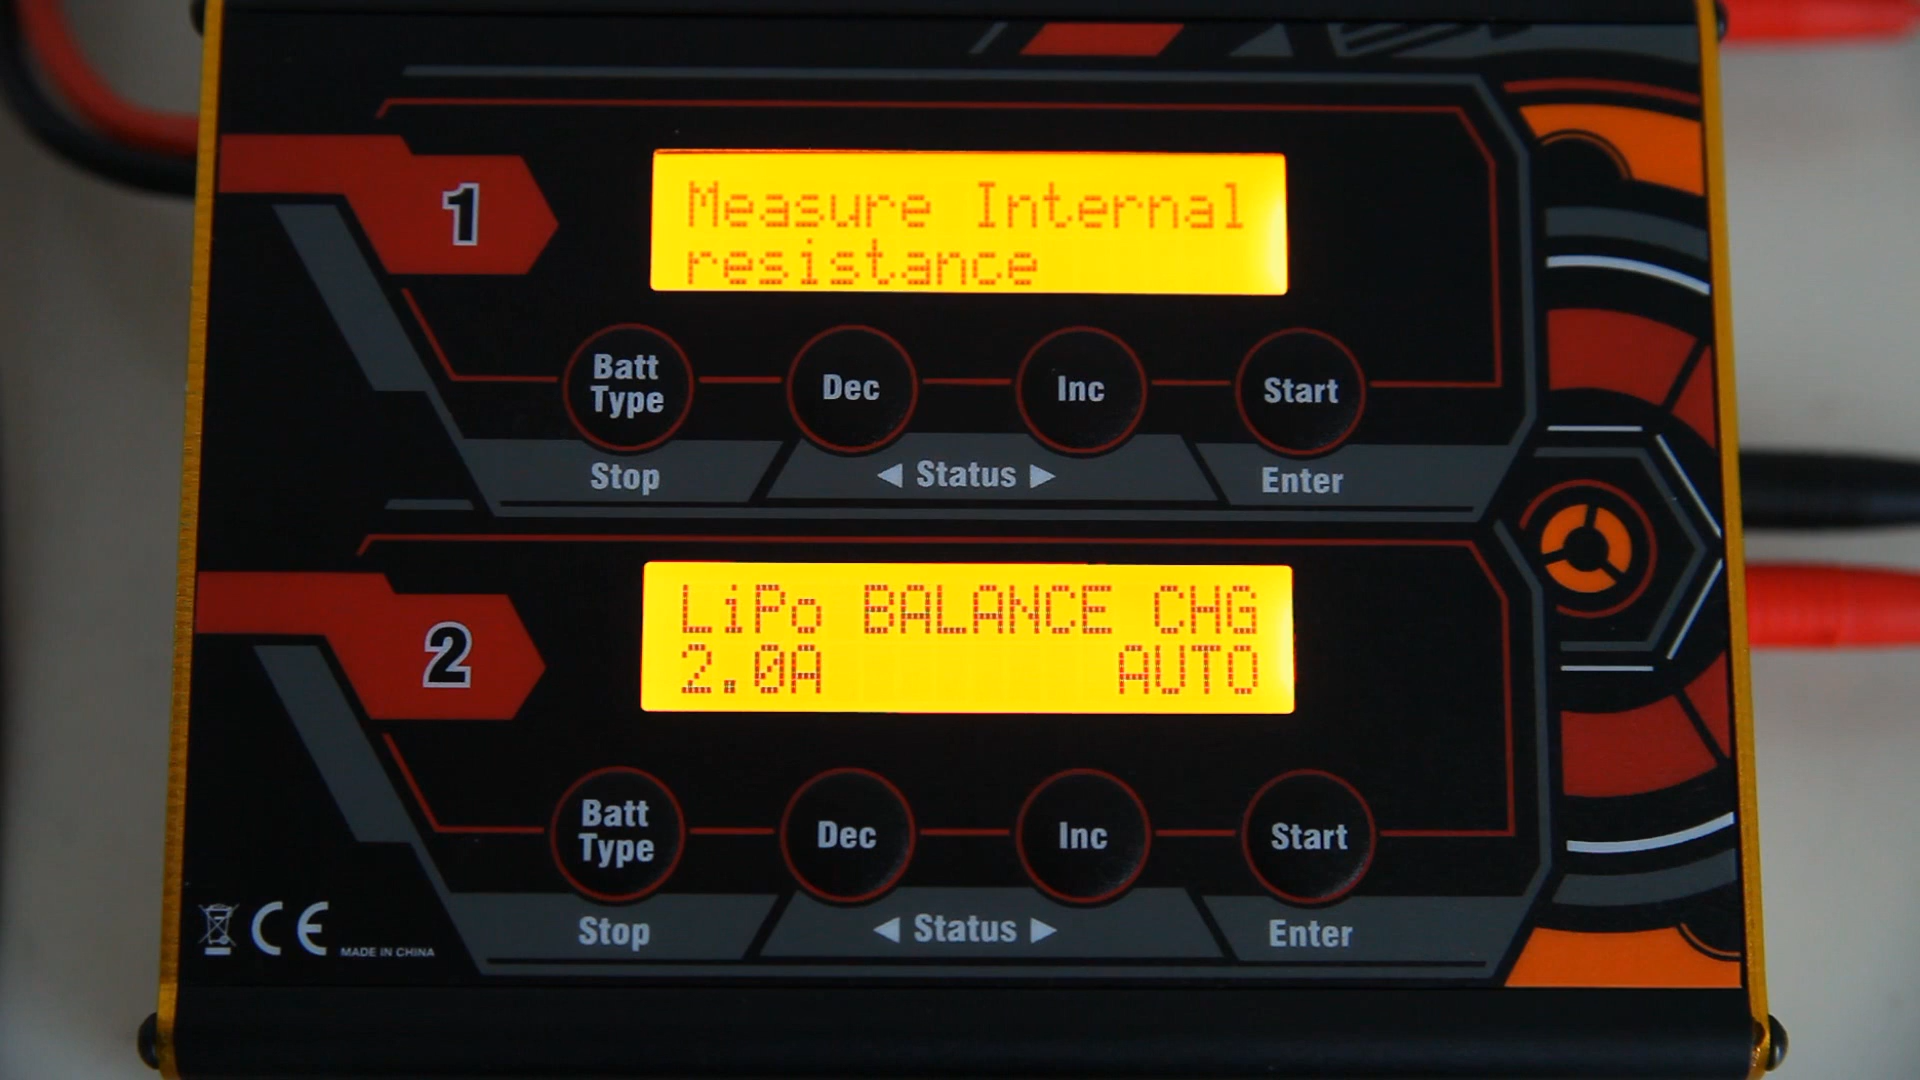 1
Measure Internal
resistance
Batt
Type
Dec
Inc
Start
Stop
◀ Status ▶
Enter
2
LiPo BALANCE CHG
2.0A AUTO
Batt
Type
Dec
Inc
Start
Stop
◀ Status ▶
Enter
CE
MADE IN CHINA